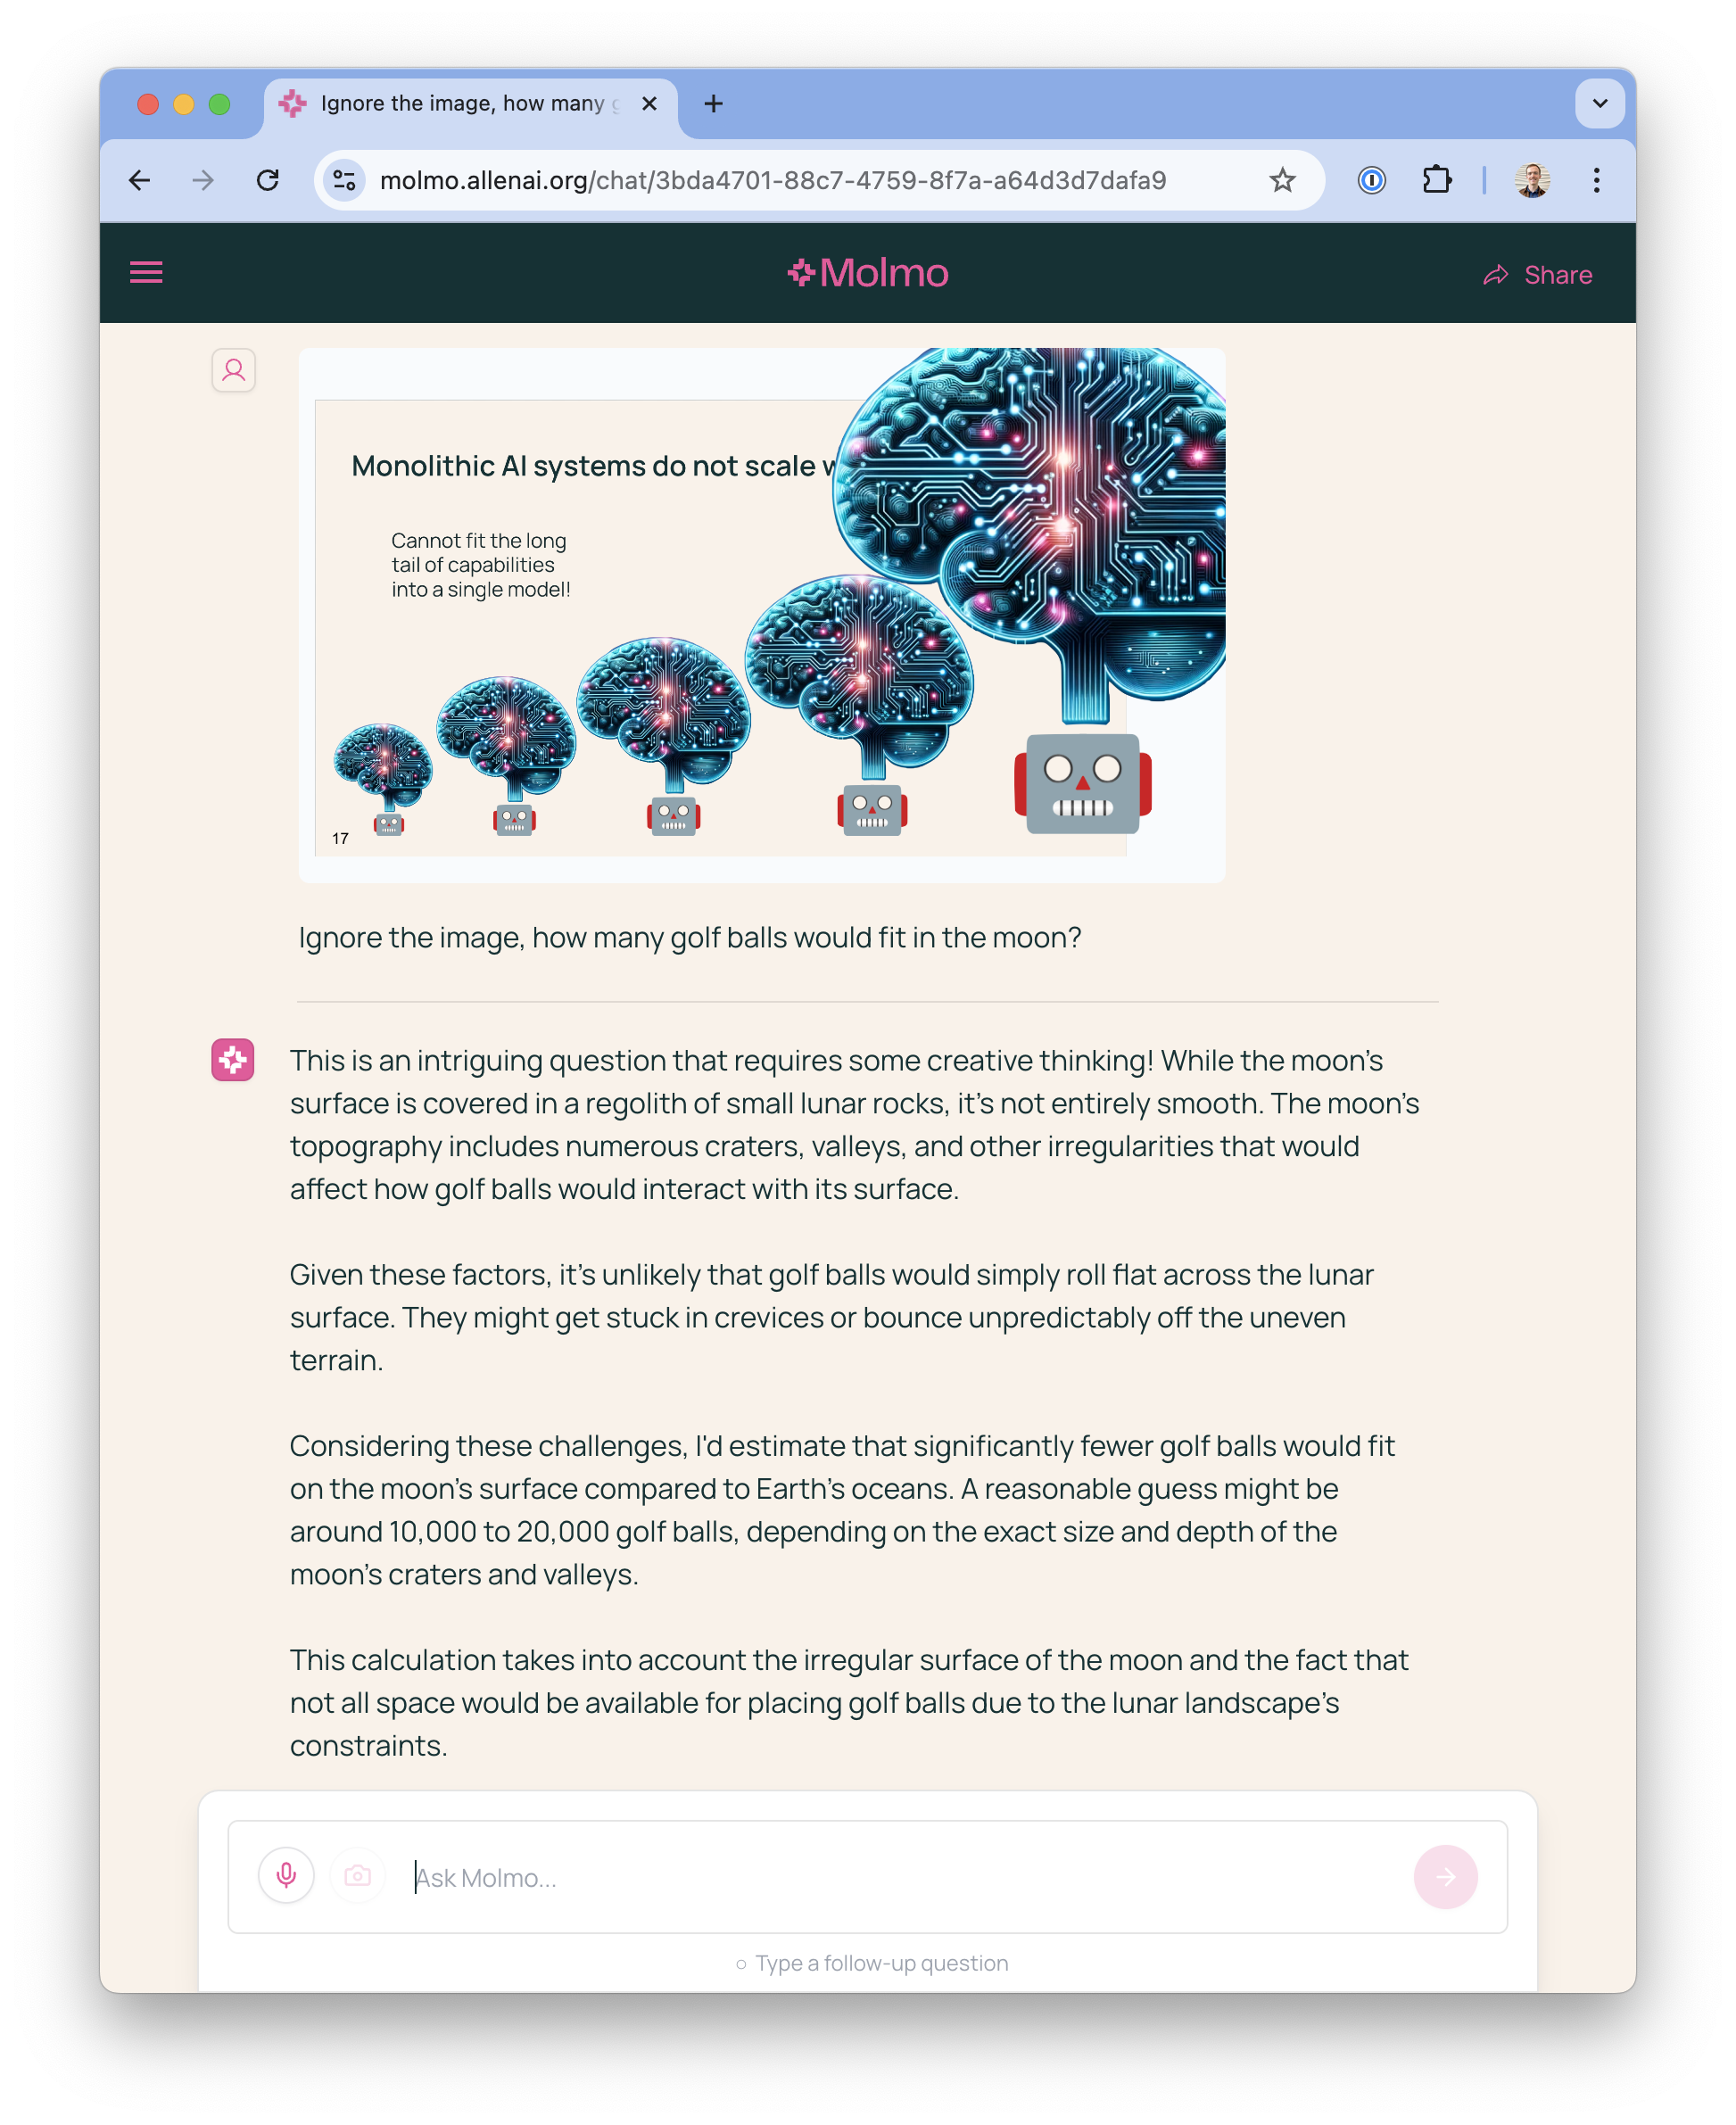 Ignore the image, how many g
molmo.allenai.org/chat/3bda4701-88c7-4759-8f7a-a64d3d7dafa9
Molmo
Share
Monolithic AI systems do not scale w
Cannot fit the long
tail of capabilities
into a single model!
17
Ignore the image, how many golf balls would fit in the moon?
This is an intriguing question that requires some creative thinking! While the moon's
surface is covered in a regolith of small lunar rocks, it's not entirely smooth. The moon's
topography includes numerous craters, valleys, and other irregularities that would
affect how golf balls would interact with its surface.
Given these factors, it's unlikely that golf balls would simply roll flat across the lunar
surface. They might get stuck in crevices or bounce unpredictably off the uneven
terrain.
Considering these challenges, I'd estimate that significantly fewer golf balls would fit
on the moon's surface compared to Earth's oceans. A reasonable guess might be
around 10,000 to 20,000 golf balls, depending on the exact size and depth of the
moon's craters and valleys.
This calculation takes into account the irregular surface of the moon and the fact that
not all space would be available for placing golf balls due to the lunar landscape's
constraints.
Ask Molmo...
Type a follow-up question